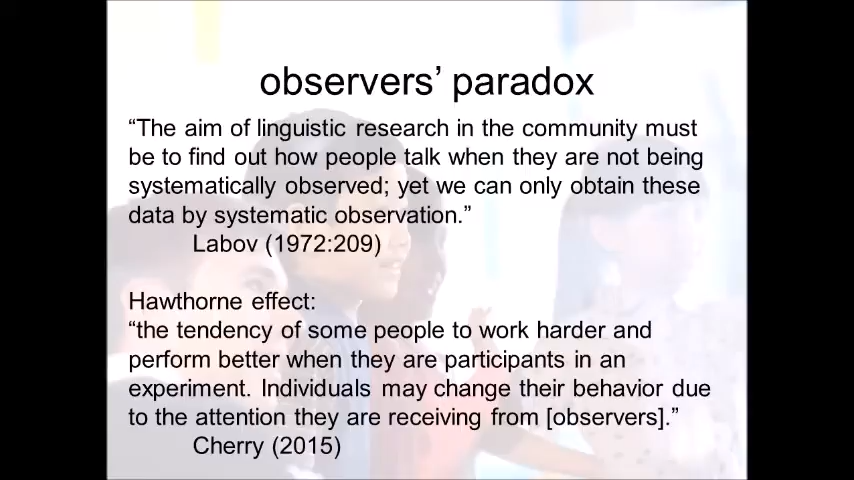 observers’ paradox
“The aim of linguistic research in the community must
be to find out how people talk when they are not being
systematically observed; yet we can only obtain these
data by systematic observation.”
Labov (1972:209)
Hawthorne effect:
“the tendency of some people to work harder and
perform better when they are participants in an
experiment. Individuals may change their behavior due
to the attention they are receiving from [observers].”
Cherry (2015)